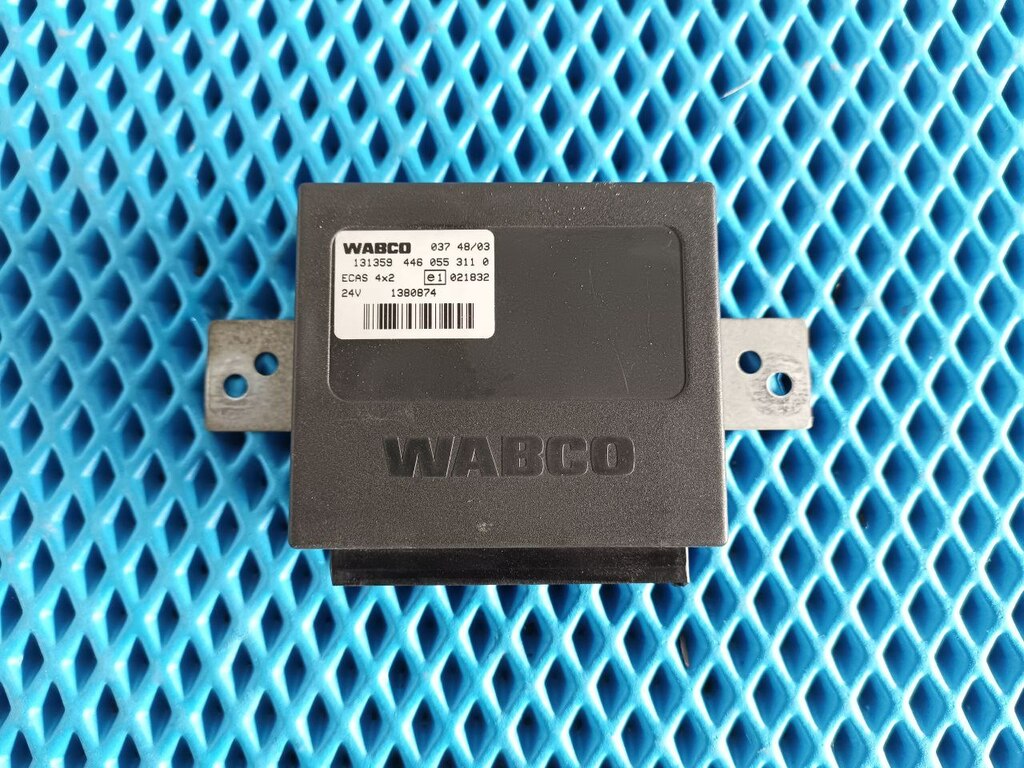 WABCO 037 48/03
131359 446 055 311 0
ECAS 4x2 e1 021832
24V 1380874
WABCO